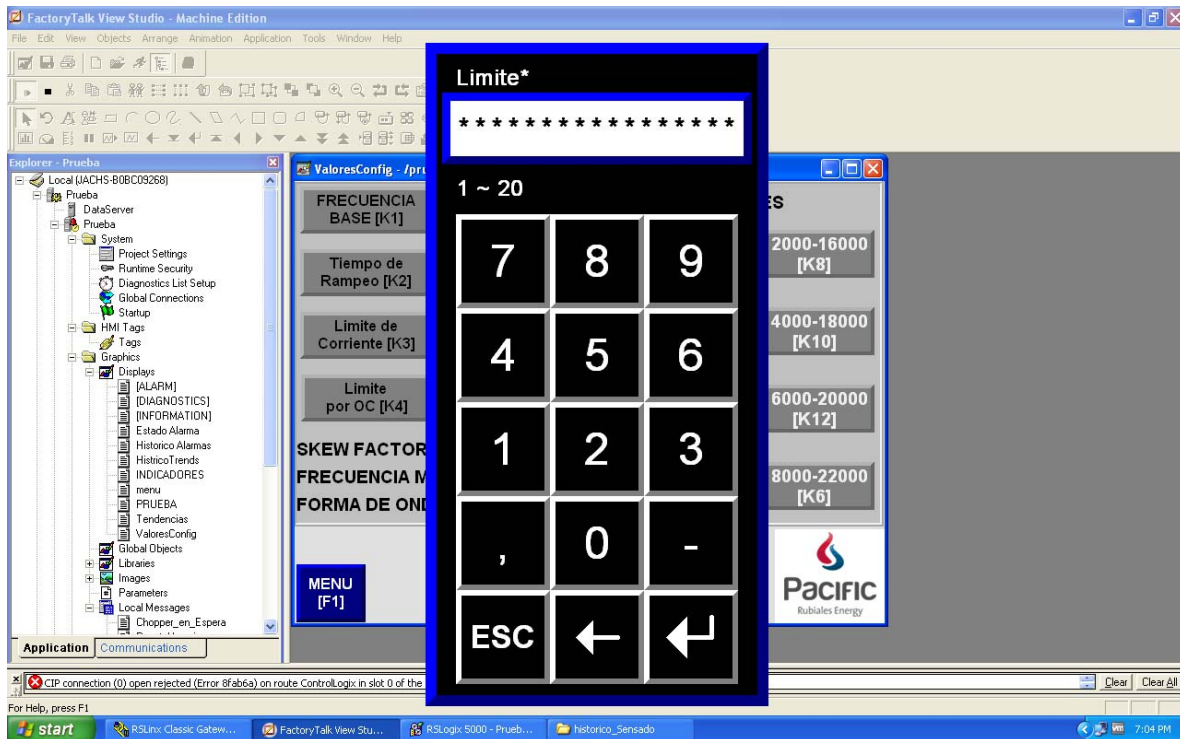 FactoryTalk View Studio - Machine Edition
File Edit View Objects Arrange Animation Application Tools Window Help
Explorer - Prueba
Local (JACHS-B0BC09268)
Prueba
DataServer
Prueba
System
Project Settings
Runtime Security
Diagnostics List Setup
Global Connections
Startup
HMI Tags
Tags
Graphics
Displays
[ALARM]
[DIAGNOSTICS]
[INFORMATION]
Estado Alarma
Historico Alarmas
HistricoTrends
INDICADORES
menu
PRUEBA
Tendencias
ValoresConfig
Global Objects
Libraries
Images
Parameters
Local Messages
Chopper_en_Espera
Application Communications
ValoresConfig - /pru
FRECUENCIA
BASE [K1]
Tiempo de
Rampeo [K2]
Limite de
Corriente [K3]
Limite
por OC [K4]
SKEW FACTOR
FRECUENCIA M
FORMA DE OND
MENU
[F1]
Limite*
*****************
1 ~ 20
7 8 9
4 5 6
1 2 3
, 0 -
ESC
ES
2000-16000
[K8]
4000-18000
[K10]
6000-20000
[K12]
8000-22000
[K6]
PACIFIC
Rubiales Energy
CIP connection (0) open rejected (Error 8fab6a) on route ControlLogix in slot 0 of the
Clear Clear All
For Help, press F1
start RSLinx Classic Gatew... FactoryTalk View Stu... RSLogix 5000 - Prueb... historico_Sensado 7:04 PM